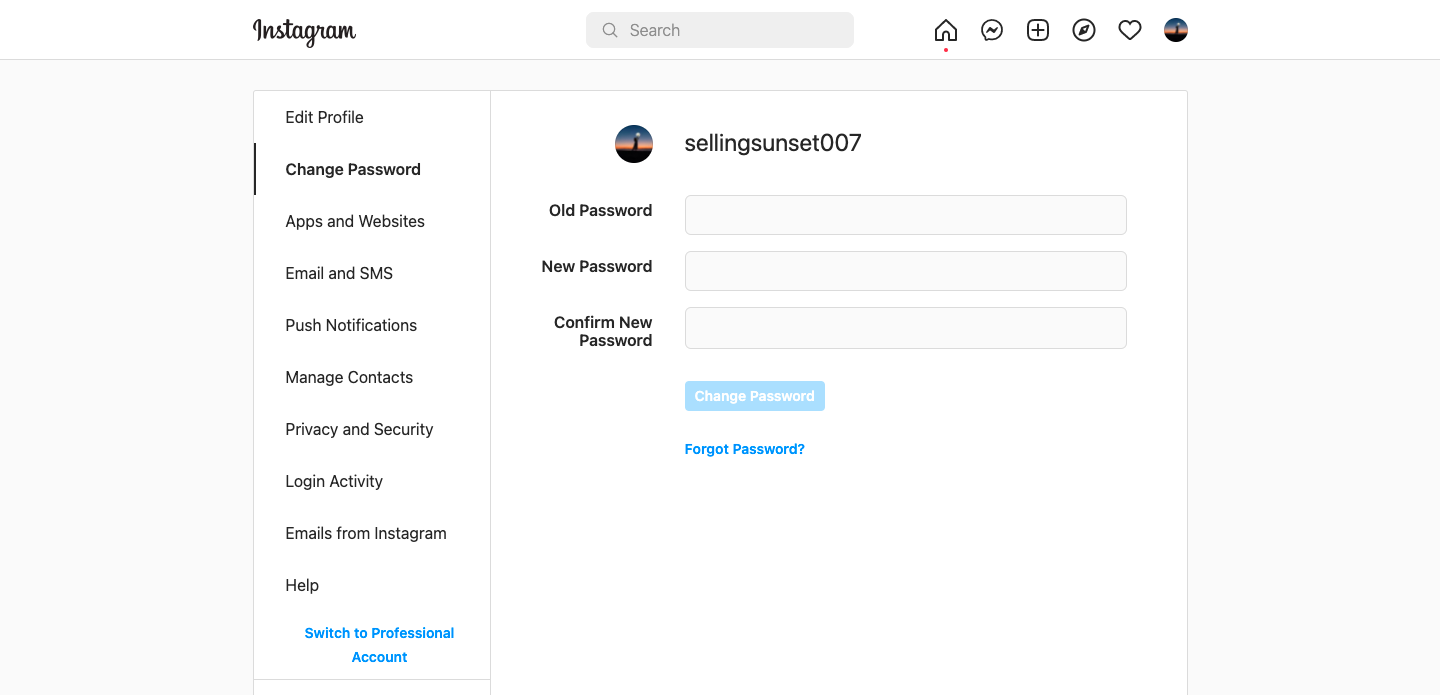 Instagram
Search
Edit Profile
Change Password
Apps and Websites
Email and SMS
Push Notifications
Manage Contacts
Privacy and Security
Login Activity
Emails from Instagram
Help
Switch to Professional
Account
sellingsunset007
Old Password
New Password
Confirm New
Password
Change Password
Forgot Password?